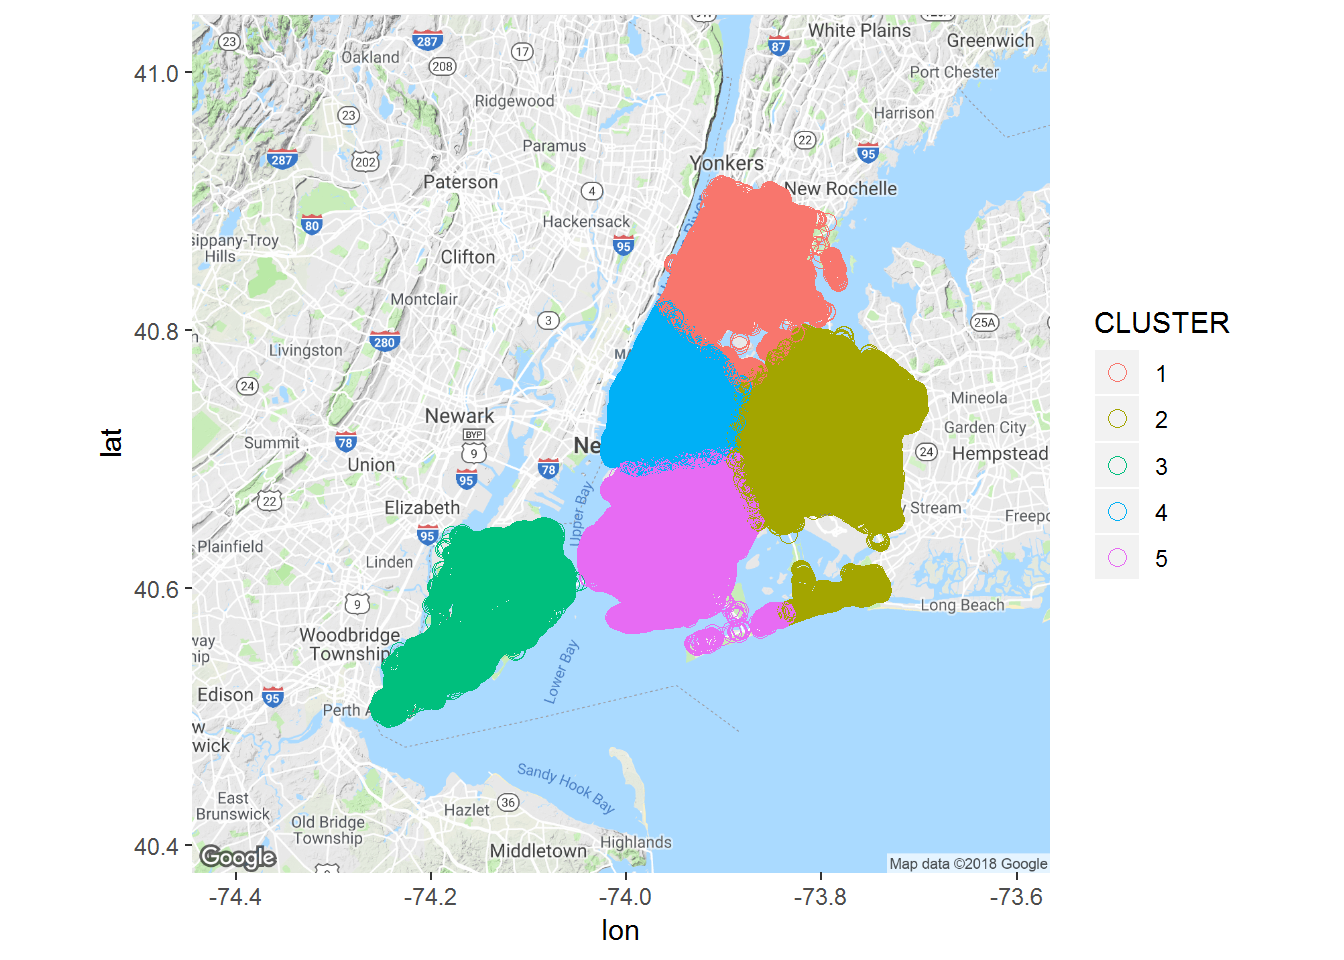 White Plains
Greenwich
23
287
17
87
Oakland
208
Port Chester
41.0
Ridgewood
Harrison
23
22
Paramus
95
287
202
Yonkers
Paterson
New Rochelle
4
80
Hackensack
95
sippany-Troy
Hills
Clifton
Montclair
3
25A
40.8
280
Livingston
CLUSTER
1
24
Mineola
2
Newark
Garden City
BYP
Summit
78
9
Ne
24
Hempstead
3
Union
95
78
22
Elizabeth
y Stream
Freepo
4
Upper Bay
95
Plainfield
Linden
5
40.6
9
Long Beach
Woodbridge
Township
Lower Bay
Edison
95
Perth A
w
wick
Sandy Hook
Bay
East
Brunswick
Hazlet
36
Old Bridge
Township
Highlands
40.4
Google
Middletown
Map data ©2018 Google
-74.4
-74.2
-74.0
-73.8
-73.6
lon
lat